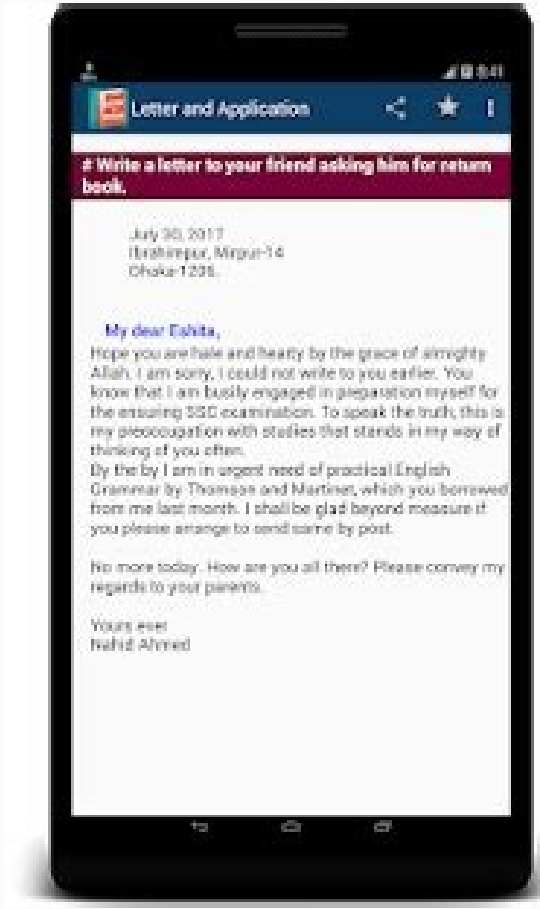 8:41
Letter and Application
# Write a letter to your friend asking him for return
book.
July 30, 2017
Ibrahimpur, Mirpur-14
Dhaka-1206.
My dear Eshita,
Hope you are hale and hearty by the grace of almighty
Allah. I am sorry, I could not write to you earlier. You
know that I am busily engaged in preparation myself for
the ensuring SSC examination. To speak the truth, this is
my preoccupation with studies that stands in my way of
thinking of you often.
By the by I am in urgent need of practical English
Grammar by Thomson and Martinet, which you borrowed
from me last month. I shall be glad beyond measure if
you please arrange to send same by post.
No more today. How are you all there? Please convey my
regards to your parents.
Yours ever
Nahid Ahmed